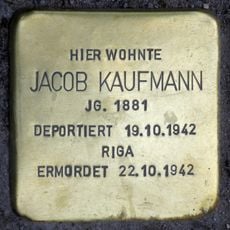 HIER WOHNTE
JACOB KAUFMANN
JG. 1881
DEPORTIERT 19.10.1942
RIGA
ERMORDET 22.10.1942